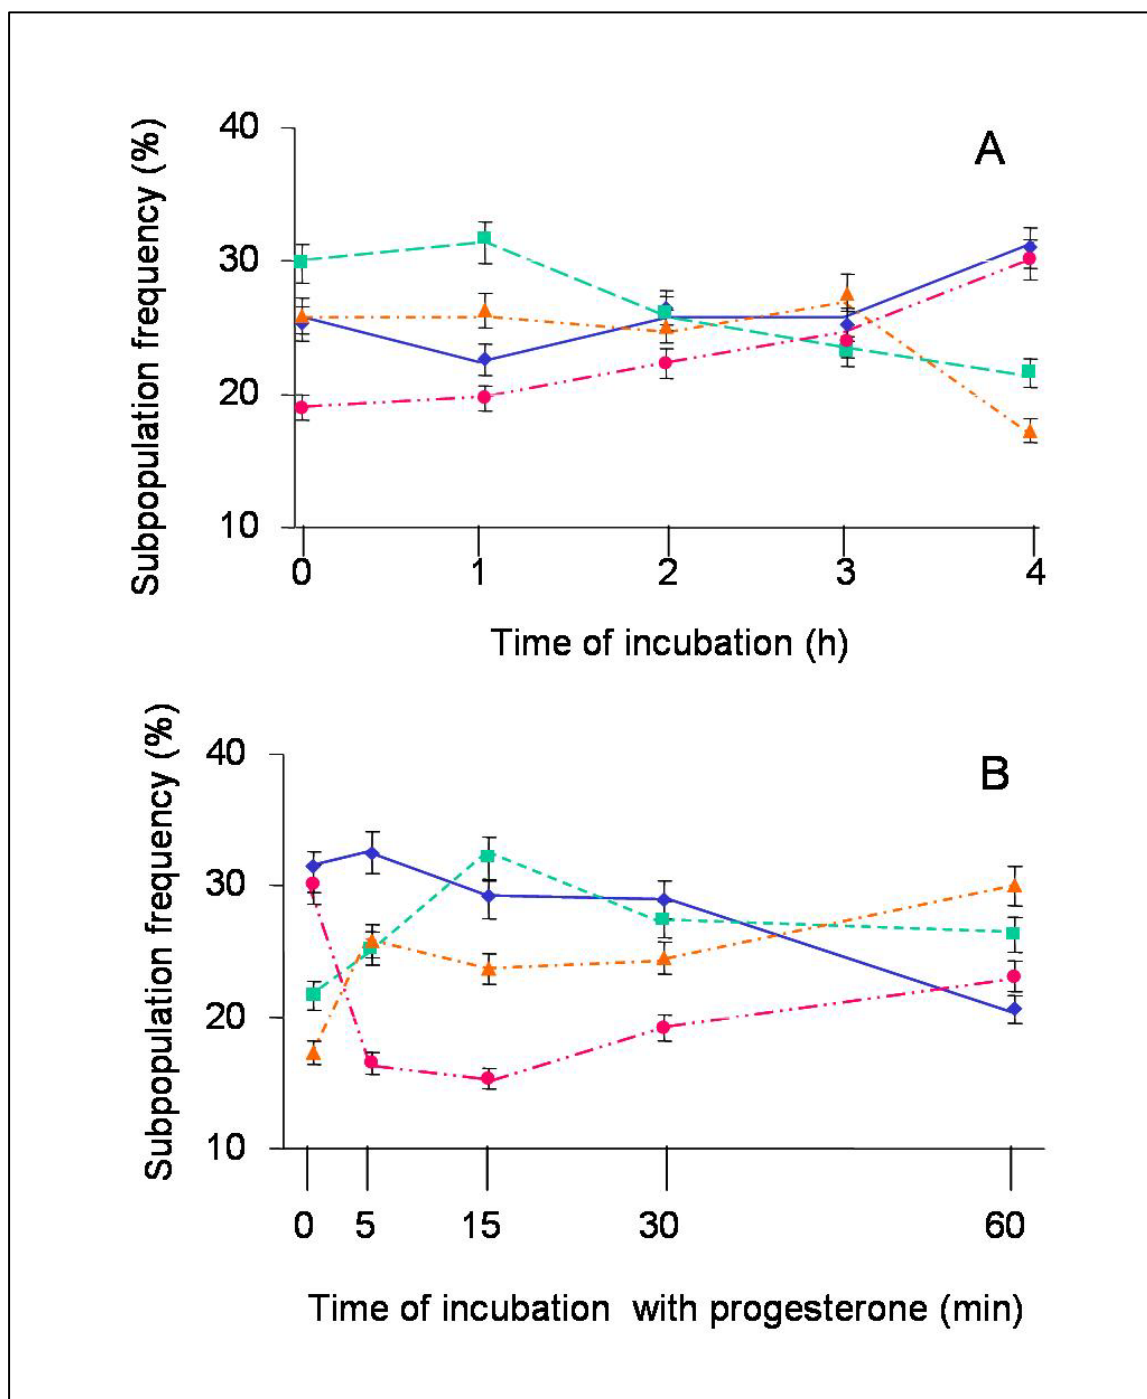 A
Subpopulation frequency (%)
40
30
20
10
0 1 2 3 4
Time of incubation (h)
B
Subpopulation frequency (%)
40
30
20
10
0 5 15 30 60
Time of incubation with progesterone (min)